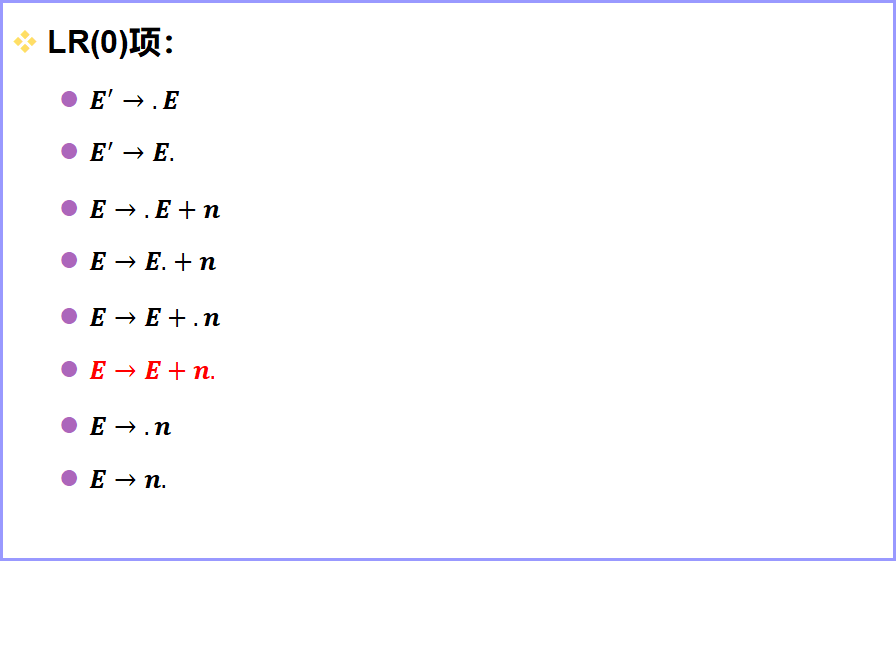 LR(0)项：
E′ → .E
E′ → E.
E → .E + n
E → E. + n
E → E + .n
E → E + n.
E → .n
E → n.